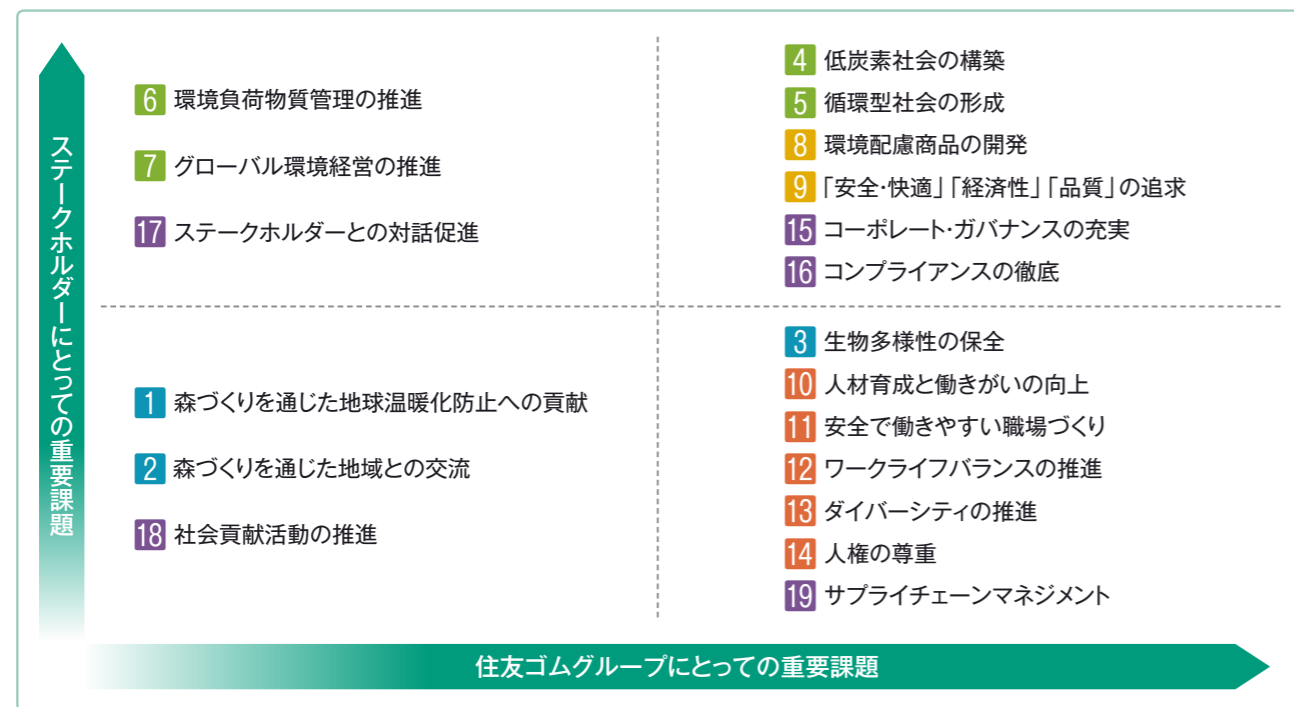 ステークホルダーにとっての重要課題
6 環境負荷物質管理の推進
7 グローバル環境経営の推進
17 ステークホルダーとの対話促進
4 低炭素社会の構築
5 循環型社会の形成
8 環境配慮商品の開発
9 「安全・快適」「経済性」「品質」の追求
15 コーポレート・ガバナンスの充実
16 コンプライアンスの徹底
1 森づくりを通じた地球温暖化防止への貢献
2 森づくりを通じた地域との交流
18 社会貢献活動の推進
3 生物多様性の保全
10 人材育成と働きがいの向上
11 安全で働きやすい職場づくり
12 ワークライフバランスの推進
13 ダイバーシティの推進
14 人権の尊重
19 サプライチェーンマネジメント
住友ゴムグループにとっての重要課題